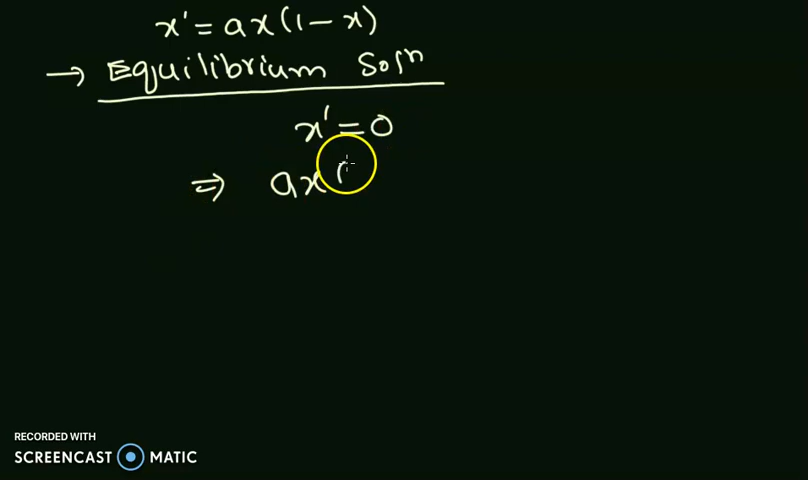 x' = ax(1 - x)
→ Equilibrium Soln
x' = 0
⇒ ax(
RECORDED WITH
SCREENCAST MATIC